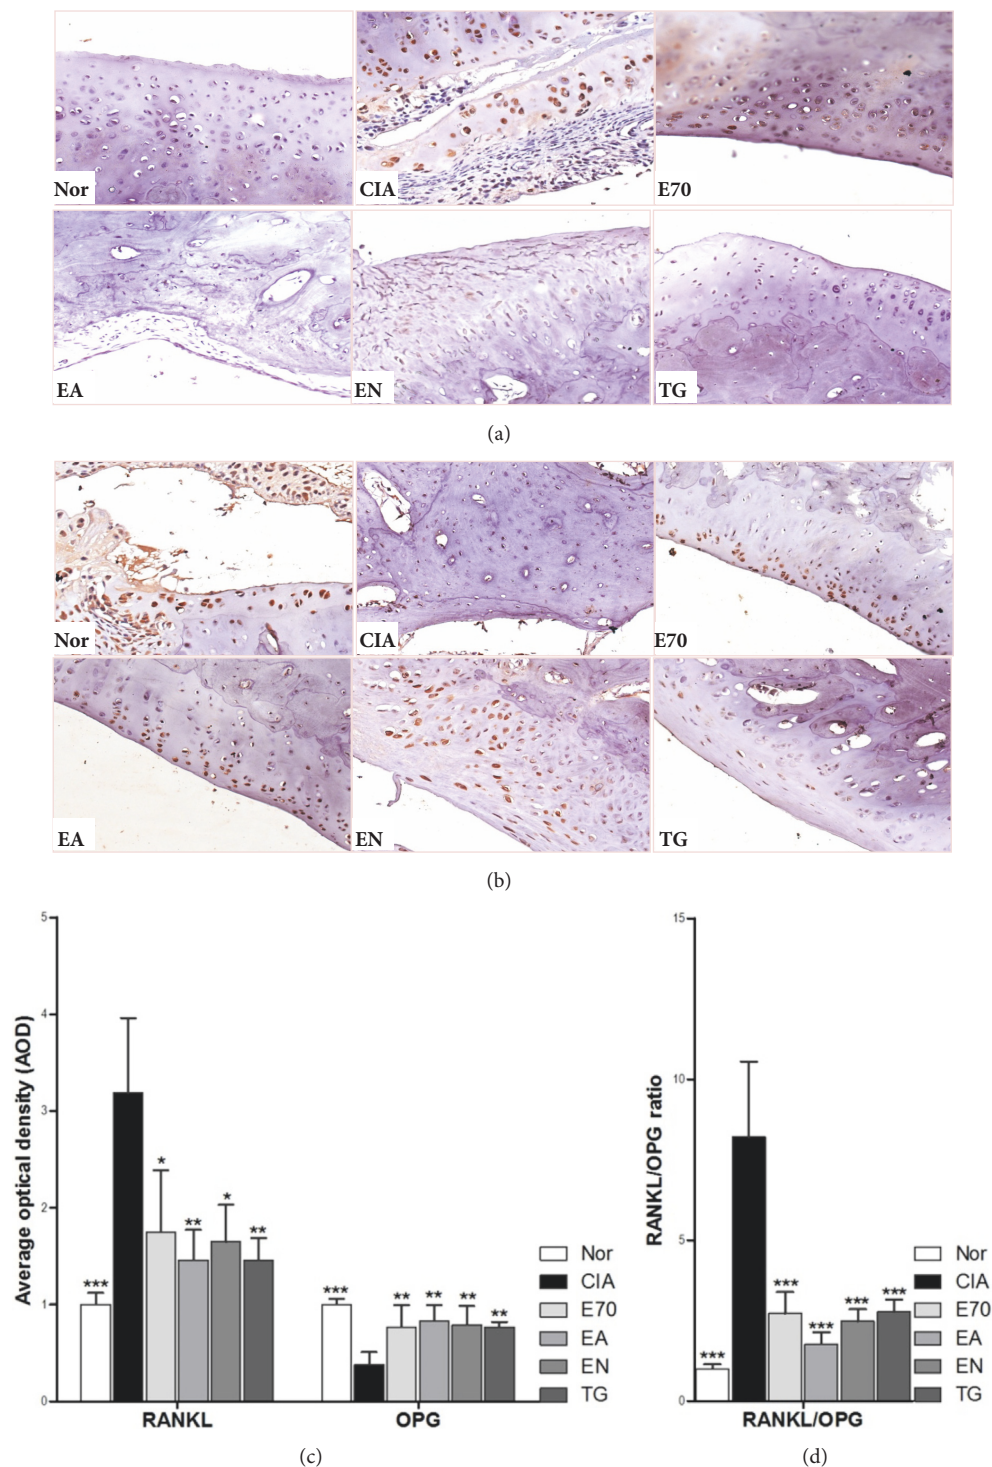 Nor
CIA
E70
EA
EN
TG
(a)
Nor
CIA
E70
EA
EN
TG
(b)
Average optical density (AOD)
5
4
3
2
1
0
***
*
**
*
**
***
**
**
**
**
RANKL
OPG
Nor
CIA
E70
EA
EN
TG
(c)
RANKL/OPG ratio
15
10
5
0
***
***
***
***
***
RANKL/OPG
Nor
CIA
E70
EA
EN
TG
(d)